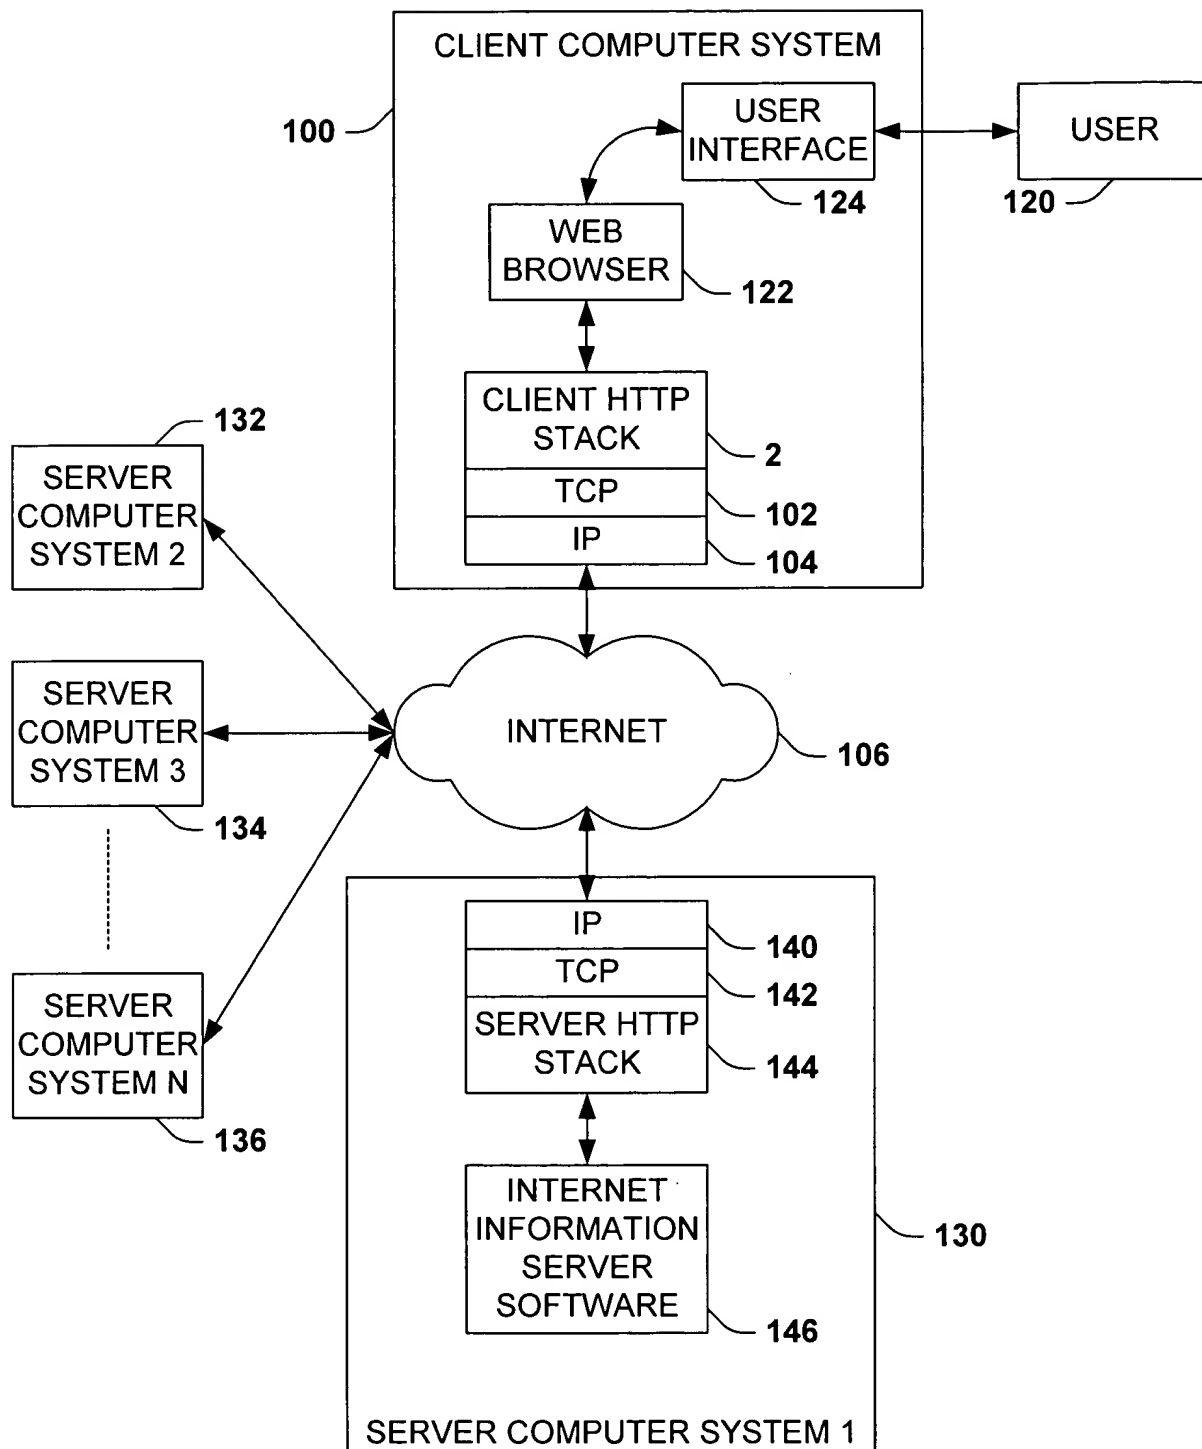 CLIENT COMPUTER SYSTEM
100
USER
INTERFACE
124
USER
120
WEB
BROWSER
122
CLIENT HTTP
STACK
2
TCP
102
IP
104
132
SERVER
COMPUTER
SYSTEM 2
SERVER
COMPUTER
SYSTEM 3
134
INTERNET
106
SERVER
COMPUTER
SYSTEM N
136
IP
140
TCP
142
SERVER HTTP
STACK
144
INTERNET
INFORMATION
SERVER
SOFTWARE
146
130
SERVER COMPUTER SYSTEM 1